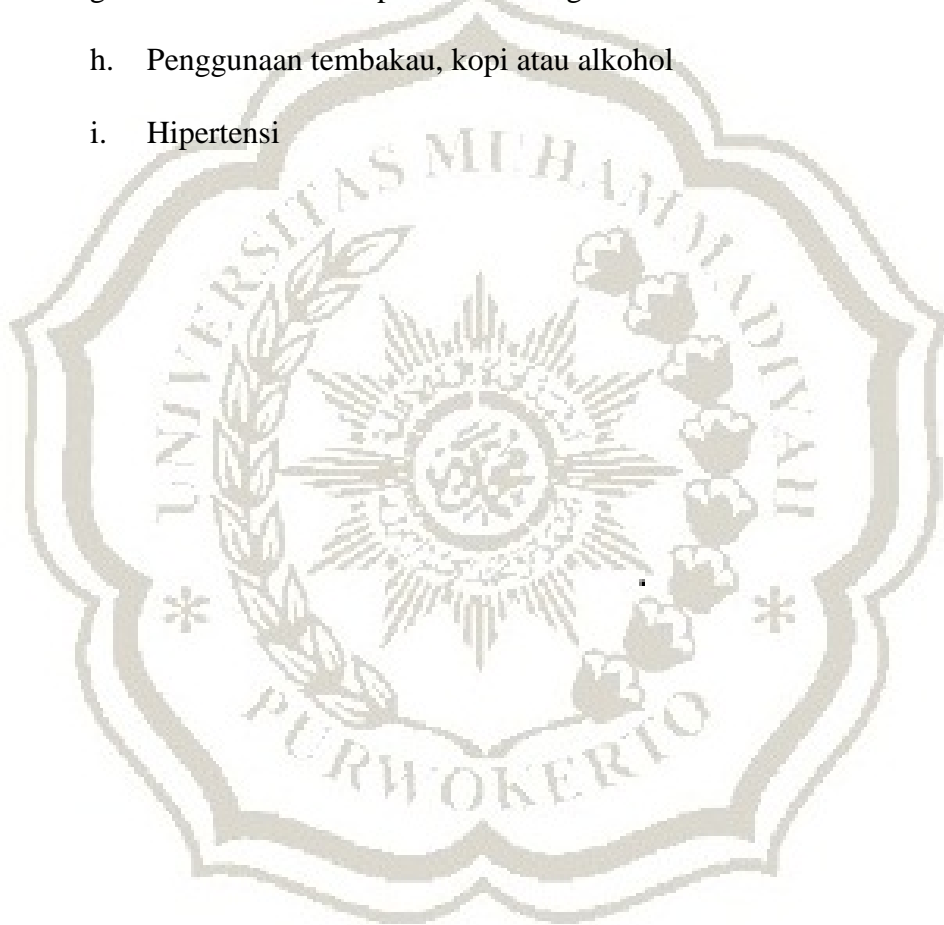 h. Penggunaan tembakau, kopi atau alkohol
i. Hipertensi
UNIVERSITAS MUHAMMADIYAH
PURWOKERTO